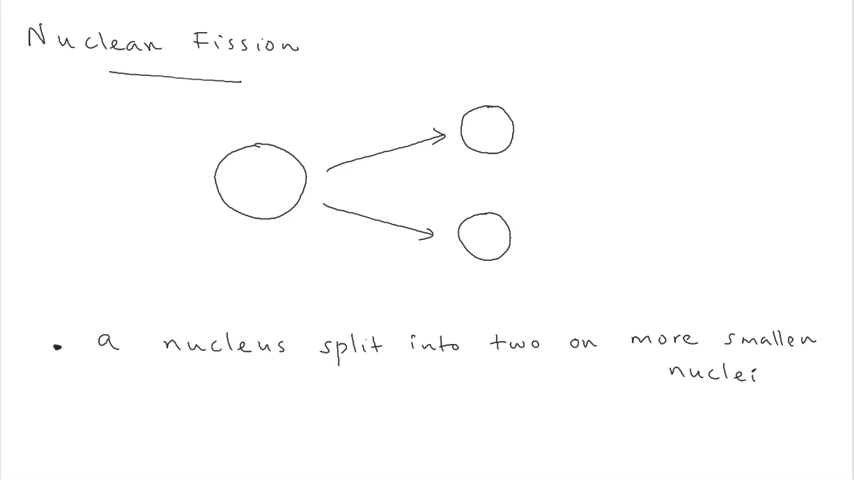 Nuclear Fission
• a nucleus split into two or more smaller
nuclei